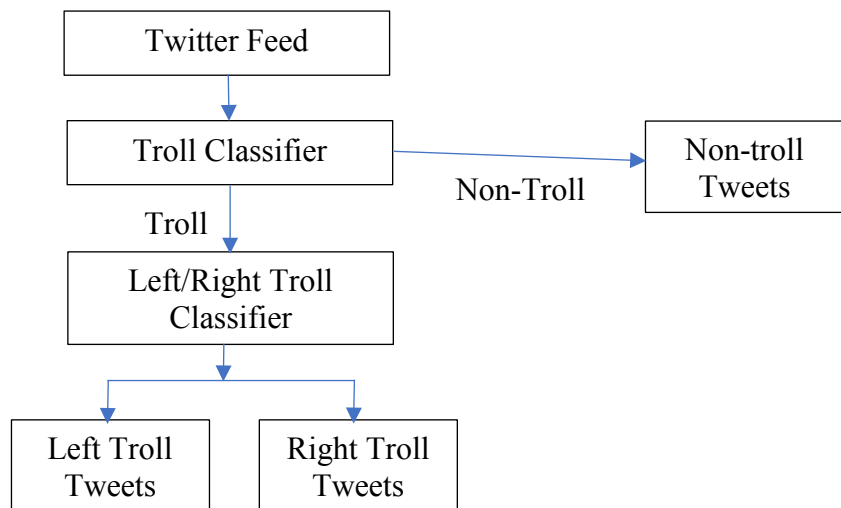 Twitter Feed
Troll Classifier
Non-troll
Tweets
Non-Troll
Troll
Left/Right Troll
Classifier
Left Troll
Tweets
Right Troll
Tweets